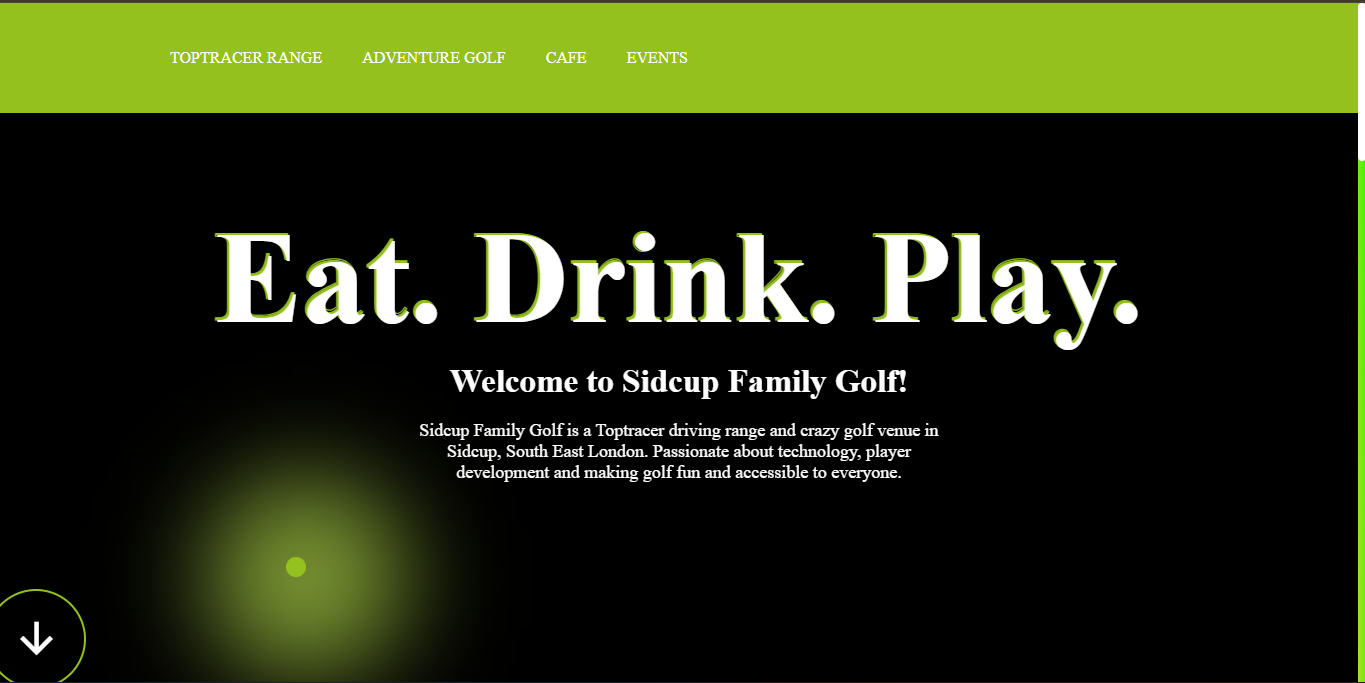 TOPTRACER RANGE ADVENTURE GOLF CAFE EVENTS
Eat. Drink. Play.
Welcome to Sidcup Family Golf!
Sidcup Family Golf is a Toptracer driving range and crazy golf venue in
Sidcup, South East London. Passionate about technology, player
development and making golf fun and accessible to everyone.